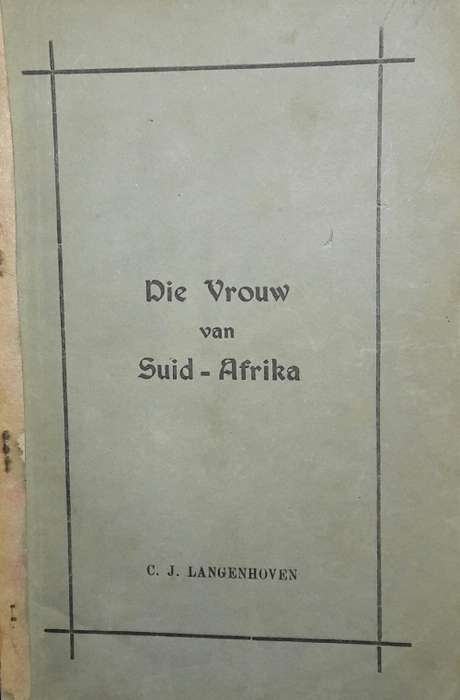 Die Vrouw
van
Suid - Afrika
C. J. LANGENHOVEN